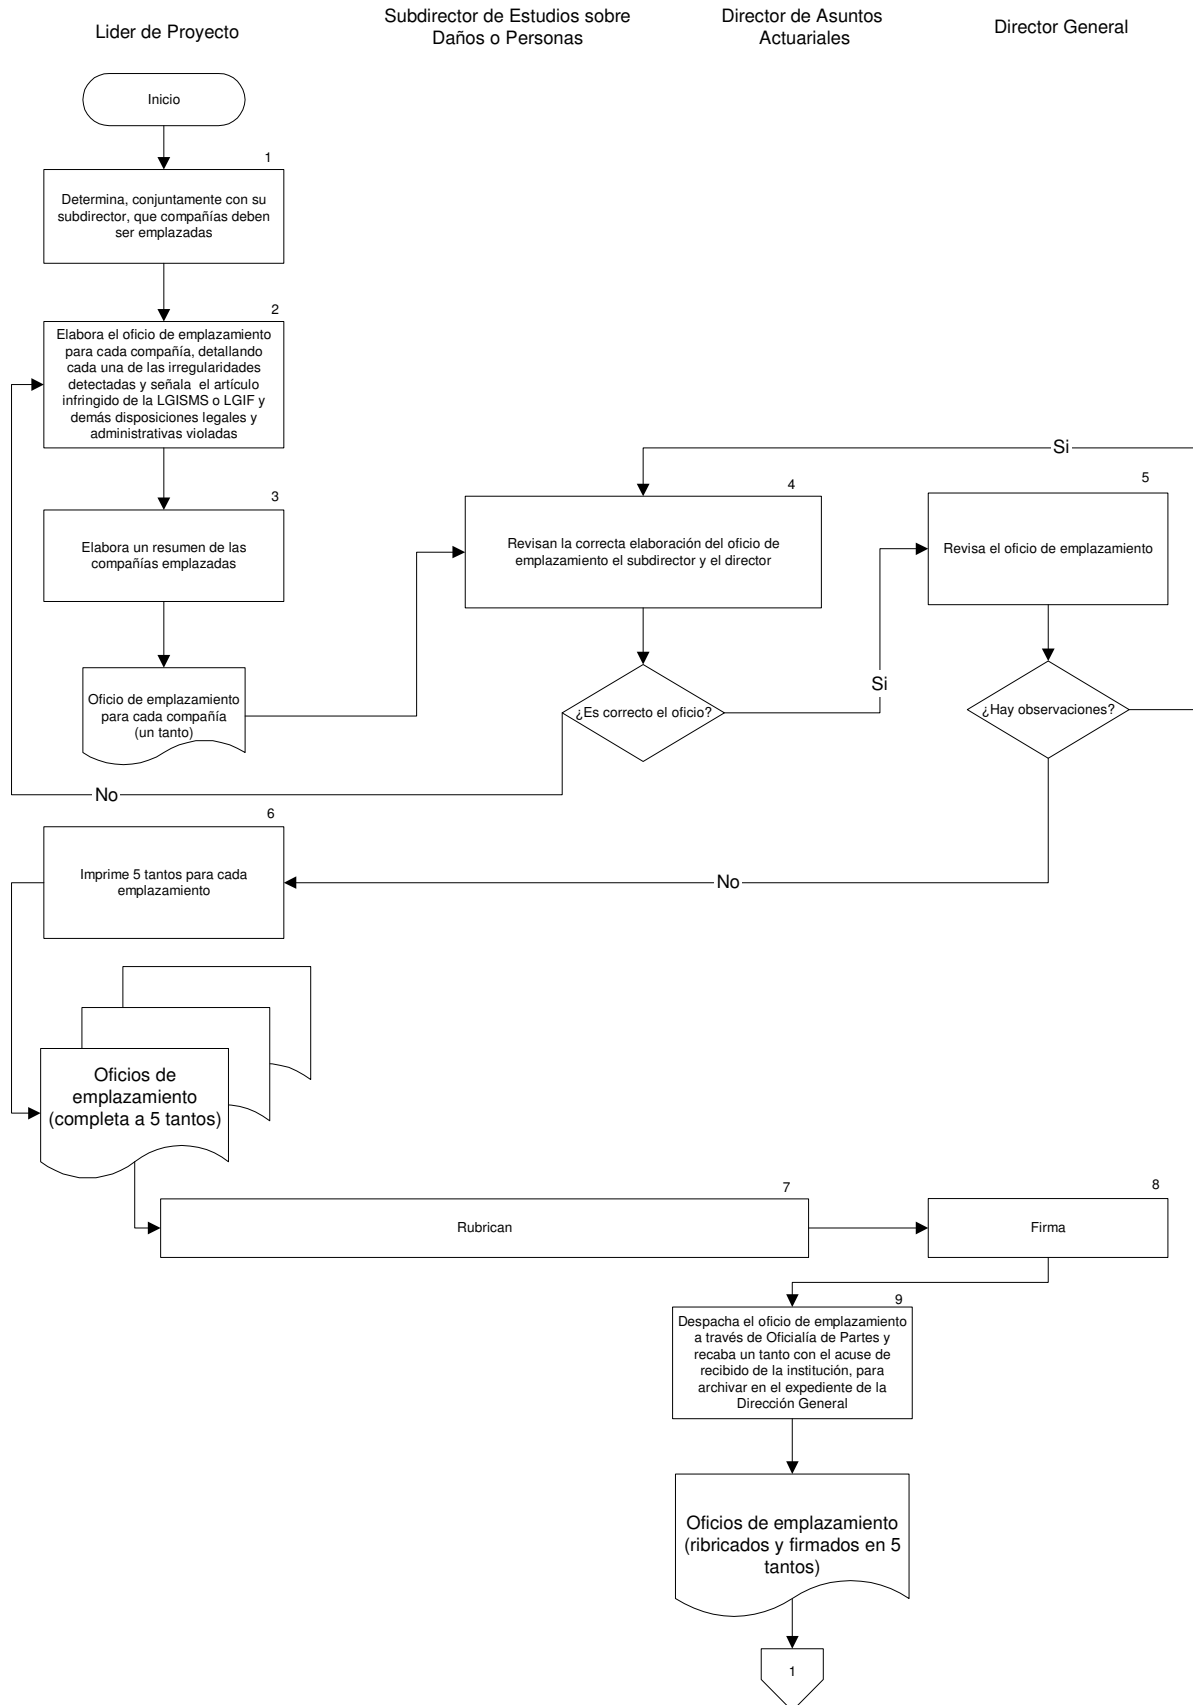 Lider de Proyecto
Subdirector de Estudios sobre
Daños o Personas
Director de Asuntos
Actuariales
Director General
Inicio
1
Determina, conjuntamente con su
subdirector, que compañías deben
ser emplazadas
2
Elabora el oficio de emplazamiento
para cada compañía, detallando
cada una de las irregularidades
detectadas y señala el artículo
infringido de la LGISMS o LGIF y
demás disposiciones legales y
administrativas violadas
Si
3
Elabora un resumen de las
compañías emplazadas
4
Revisan la correcta elaboración del oficio de
emplazamiento el subdirector y el director
5
Revisa el oficio de emplazamiento
Oficio de emplazamiento
para cada compañía
(un tanto)
¿Es correcto el oficio?
Si
¿Hay observaciones?
No
6
Imprime 5 tantos para cada
emplazamiento
No
Oficios de
emplazamiento
(completa a 5 tantos)
7
Rubrican
8
Firma
9
Despacha el oficio de emplazamiento
a través de Oficialía de Partes y
recaba un tanto con el acuse de
recibido de la institución, para
archivar en el expediente de la
Dirección General
Oficios de emplazamiento
(ribricados y firmados en 5
tantos)
1